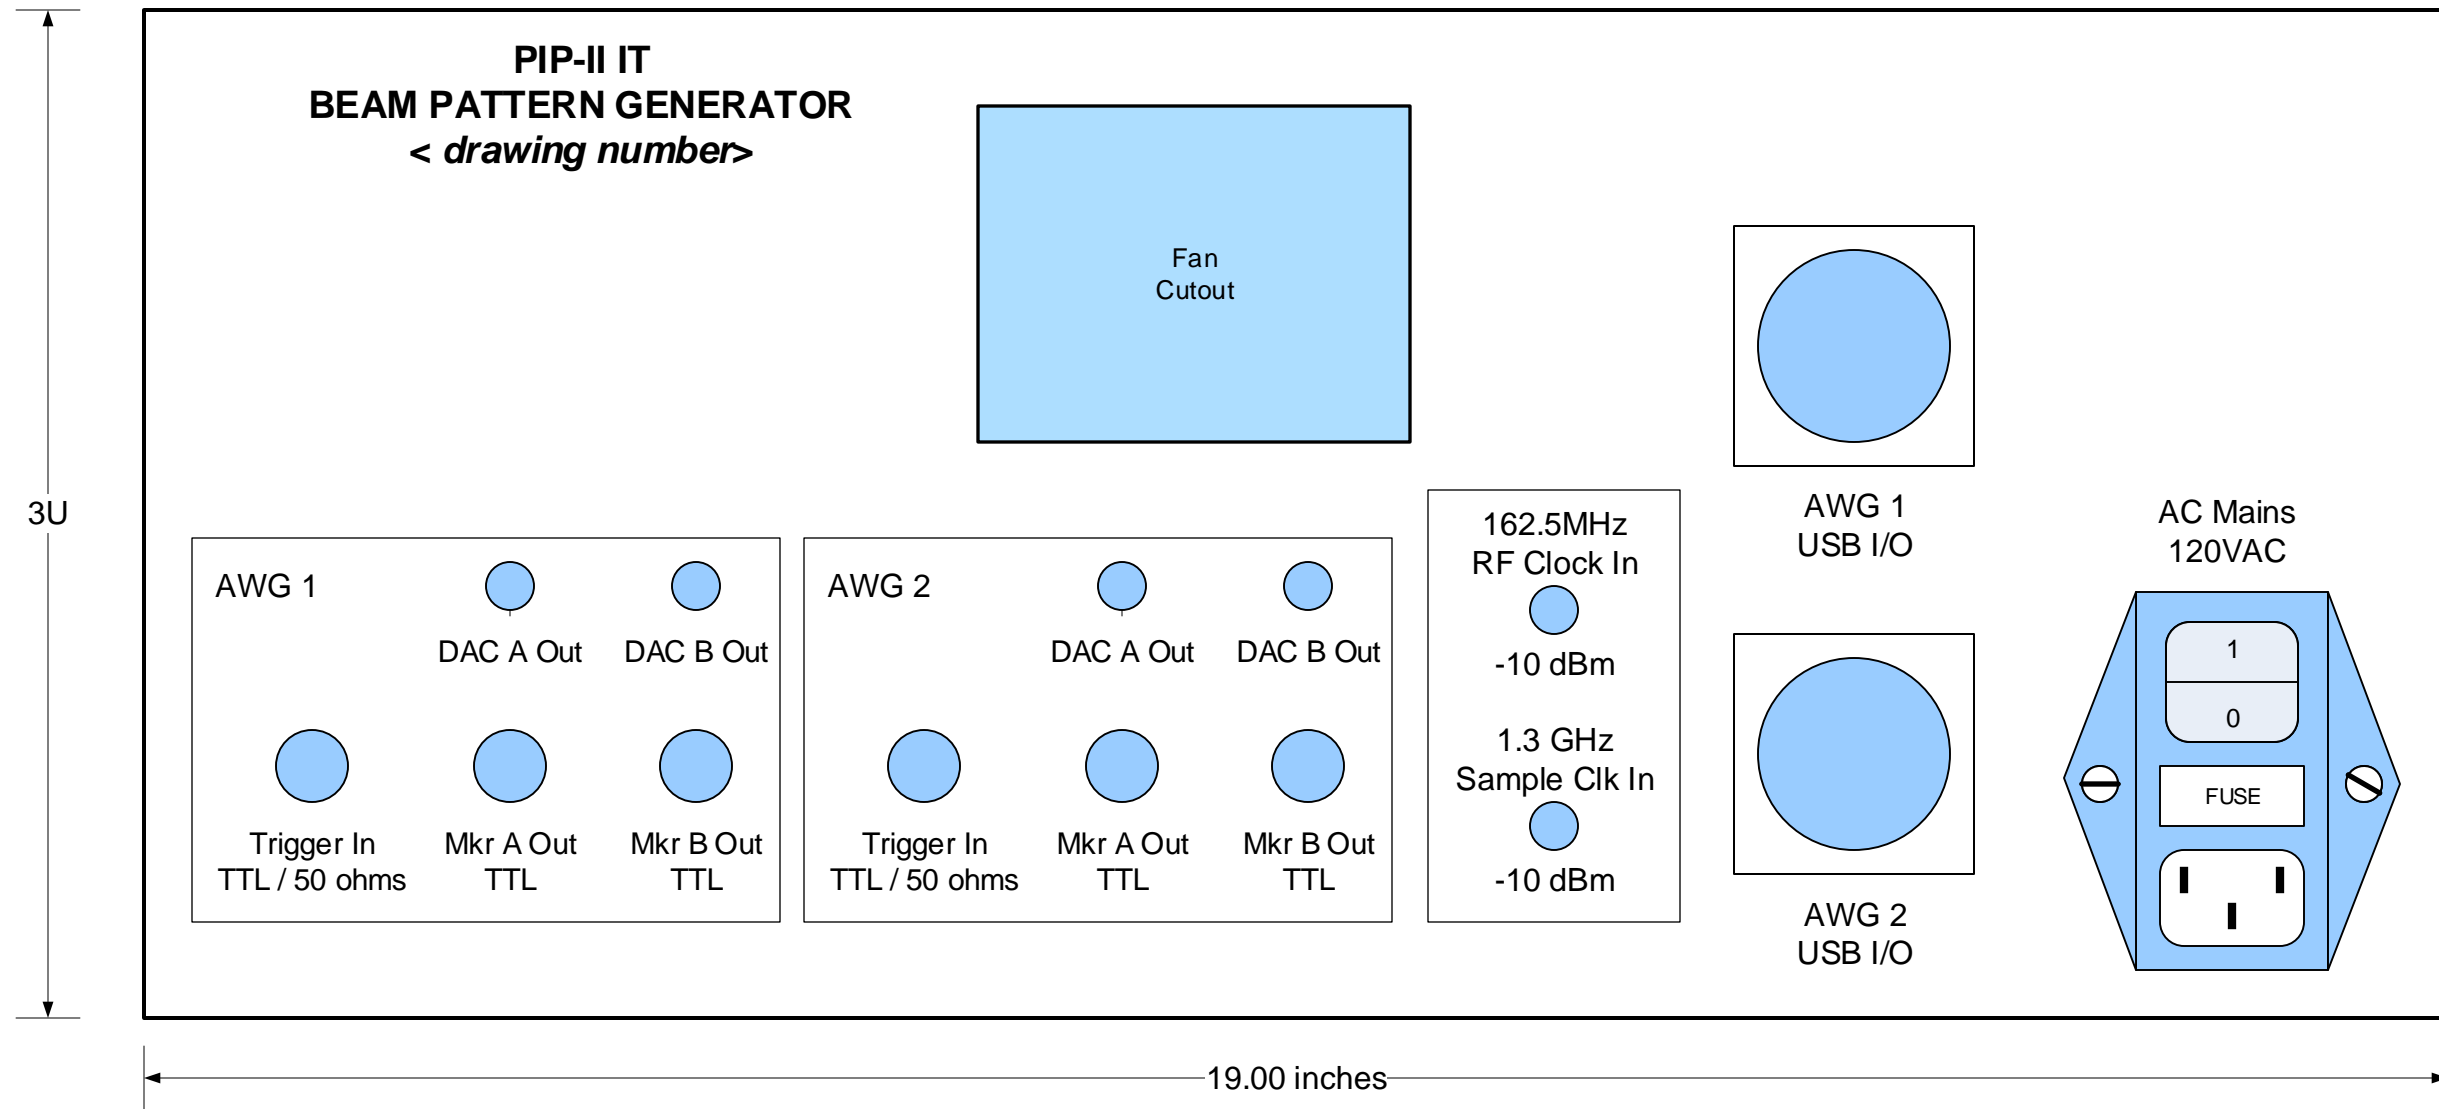 PIP-II IT
BEAM PATTERN GENERATOR
< drawing number>
Fan
Cutout
3U
AWG 1
DAC A Out
DAC B Out
Trigger In
TTL / 50 ohms
Mkr A Out
TTL
Mkr B Out
TTL
AWG 2
DAC A Out
DAC B Out
Trigger In
TTL / 50 ohms
Mkr A Out
TTL
Mkr B Out
TTL
162.5MHz
RF Clock In
-10 dBm
1.3 GHz
Sample Clk In
-10 dBm
AWG 1
USB I/O
AWG 2
USB I/O
AC Mains
120VAC
1
0
FUSE
19.00 inches